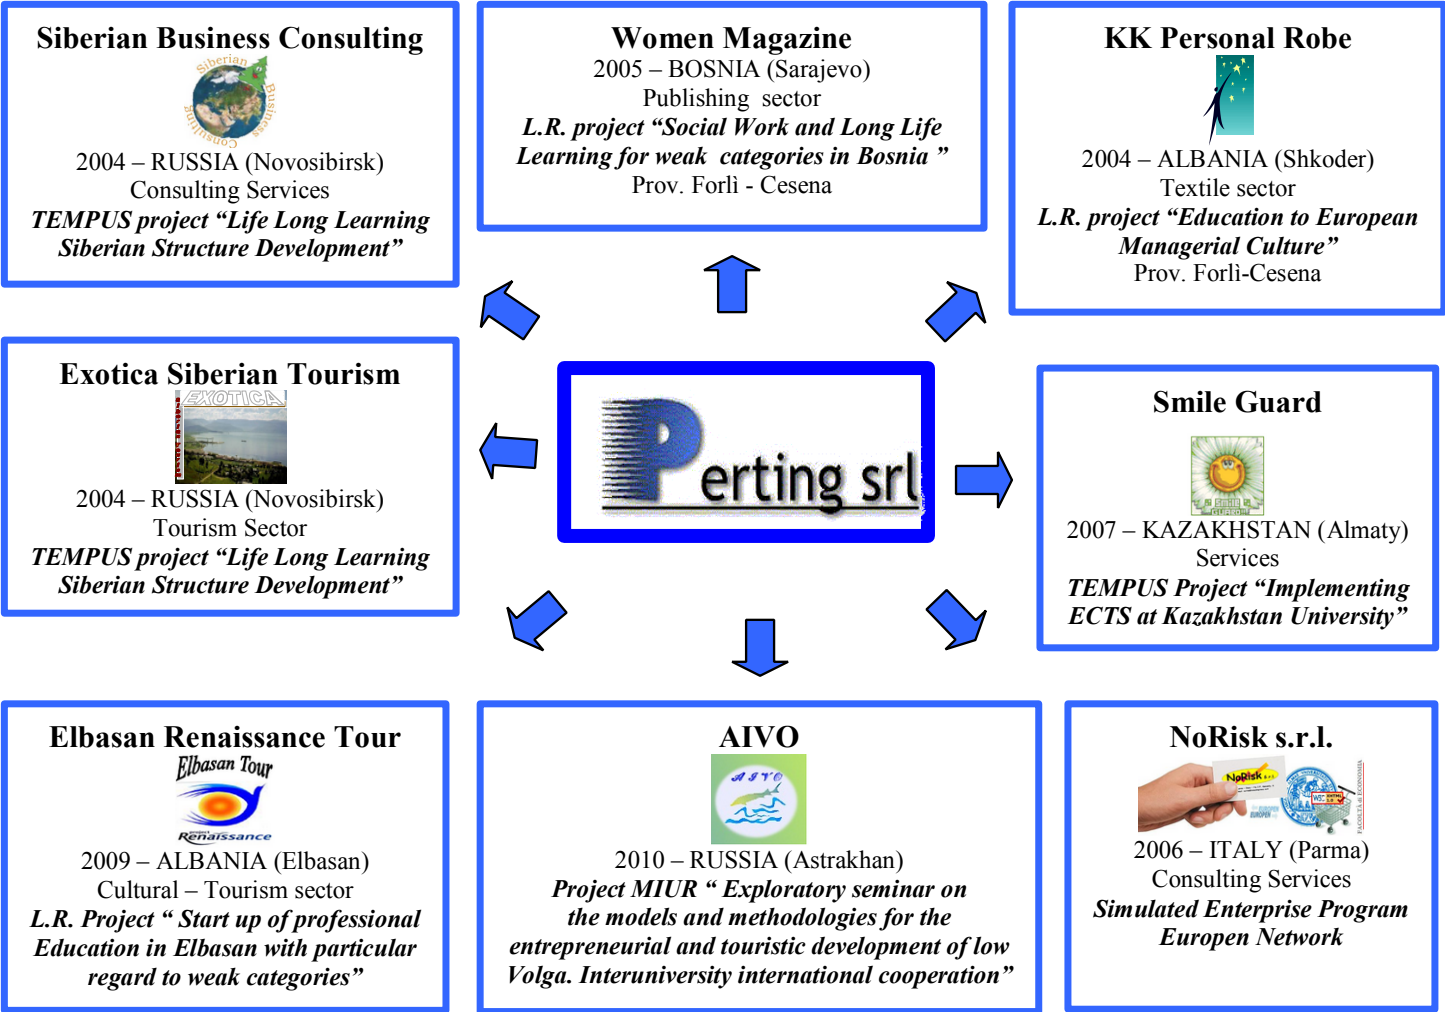 Siberian Business Consulting
Siberian Business Consulting
2004 – RUSSIA (Novosibirsk)
Consulting Services
TEMPUS project “Life Long Learning
Siberian Structure Development”
Women Magazine
2005 – BOSNIA (Sarajevo)
Publishing sector
L.R. project “Social Work and Long Life
Learning for weak categories in Bosnia ”
Prov. Forlì - Cesena
KK Personal Robe
2004 – ALBANIA (Shkoder)
Textile sector
L.R. project “Education to European
Managerial Culture”
Prov. Forlì-Cesena
Exotica Siberian Tourism
EXOTICA
2004 – RUSSIA (Novosibirsk)
Tourism Sector
TEMPUS project “Life Long Learning
Siberian Structure Development”
Perting srl
Smile Guard
SMILE
GUARD
2007 – KAZAKHSTAN (Almaty)
Services
TEMPUS Project “Implementing
ECTS at Kazakhstan University”
Elbasan Renaissance Tour
Elbasan Tour
Renaissance
2009 – ALBANIA (Elbasan)
Cultural – Tourism sector
L.R. Project “ Start up of professional
Education in Elbasan with particular
regard to weak categories”
AIVO
AIVO
2010 – RUSSIA (Astrakhan)
Project MIUR “ Exploratory seminar on
the models and methodologies for the
entrepreneurial and touristic development of low
Volga. Interuniversity international cooperation”
NoRisk s.r.l.
NoRisk s.r.l.
EUROPEN
FACOLTÀ di ECONOMIA
2006 – ITALY (Parma)
Consulting Services
Simulated Enterprise Program
Europen Network